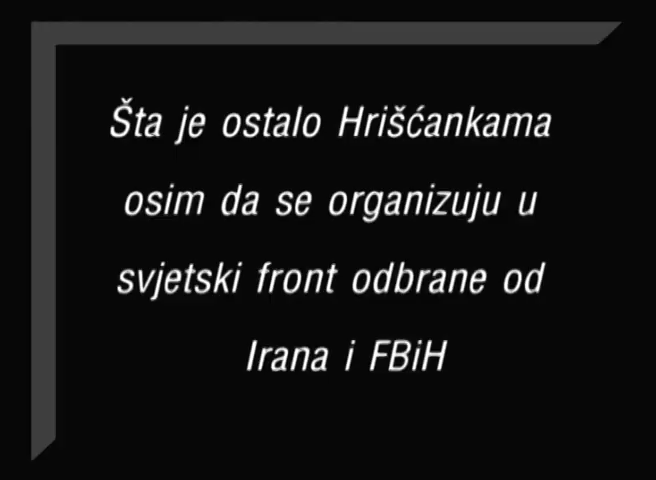 Šta je ostalo Hrišćankama
osim da se organizuju u
svjetski front odbrane od
Irana i FBiH